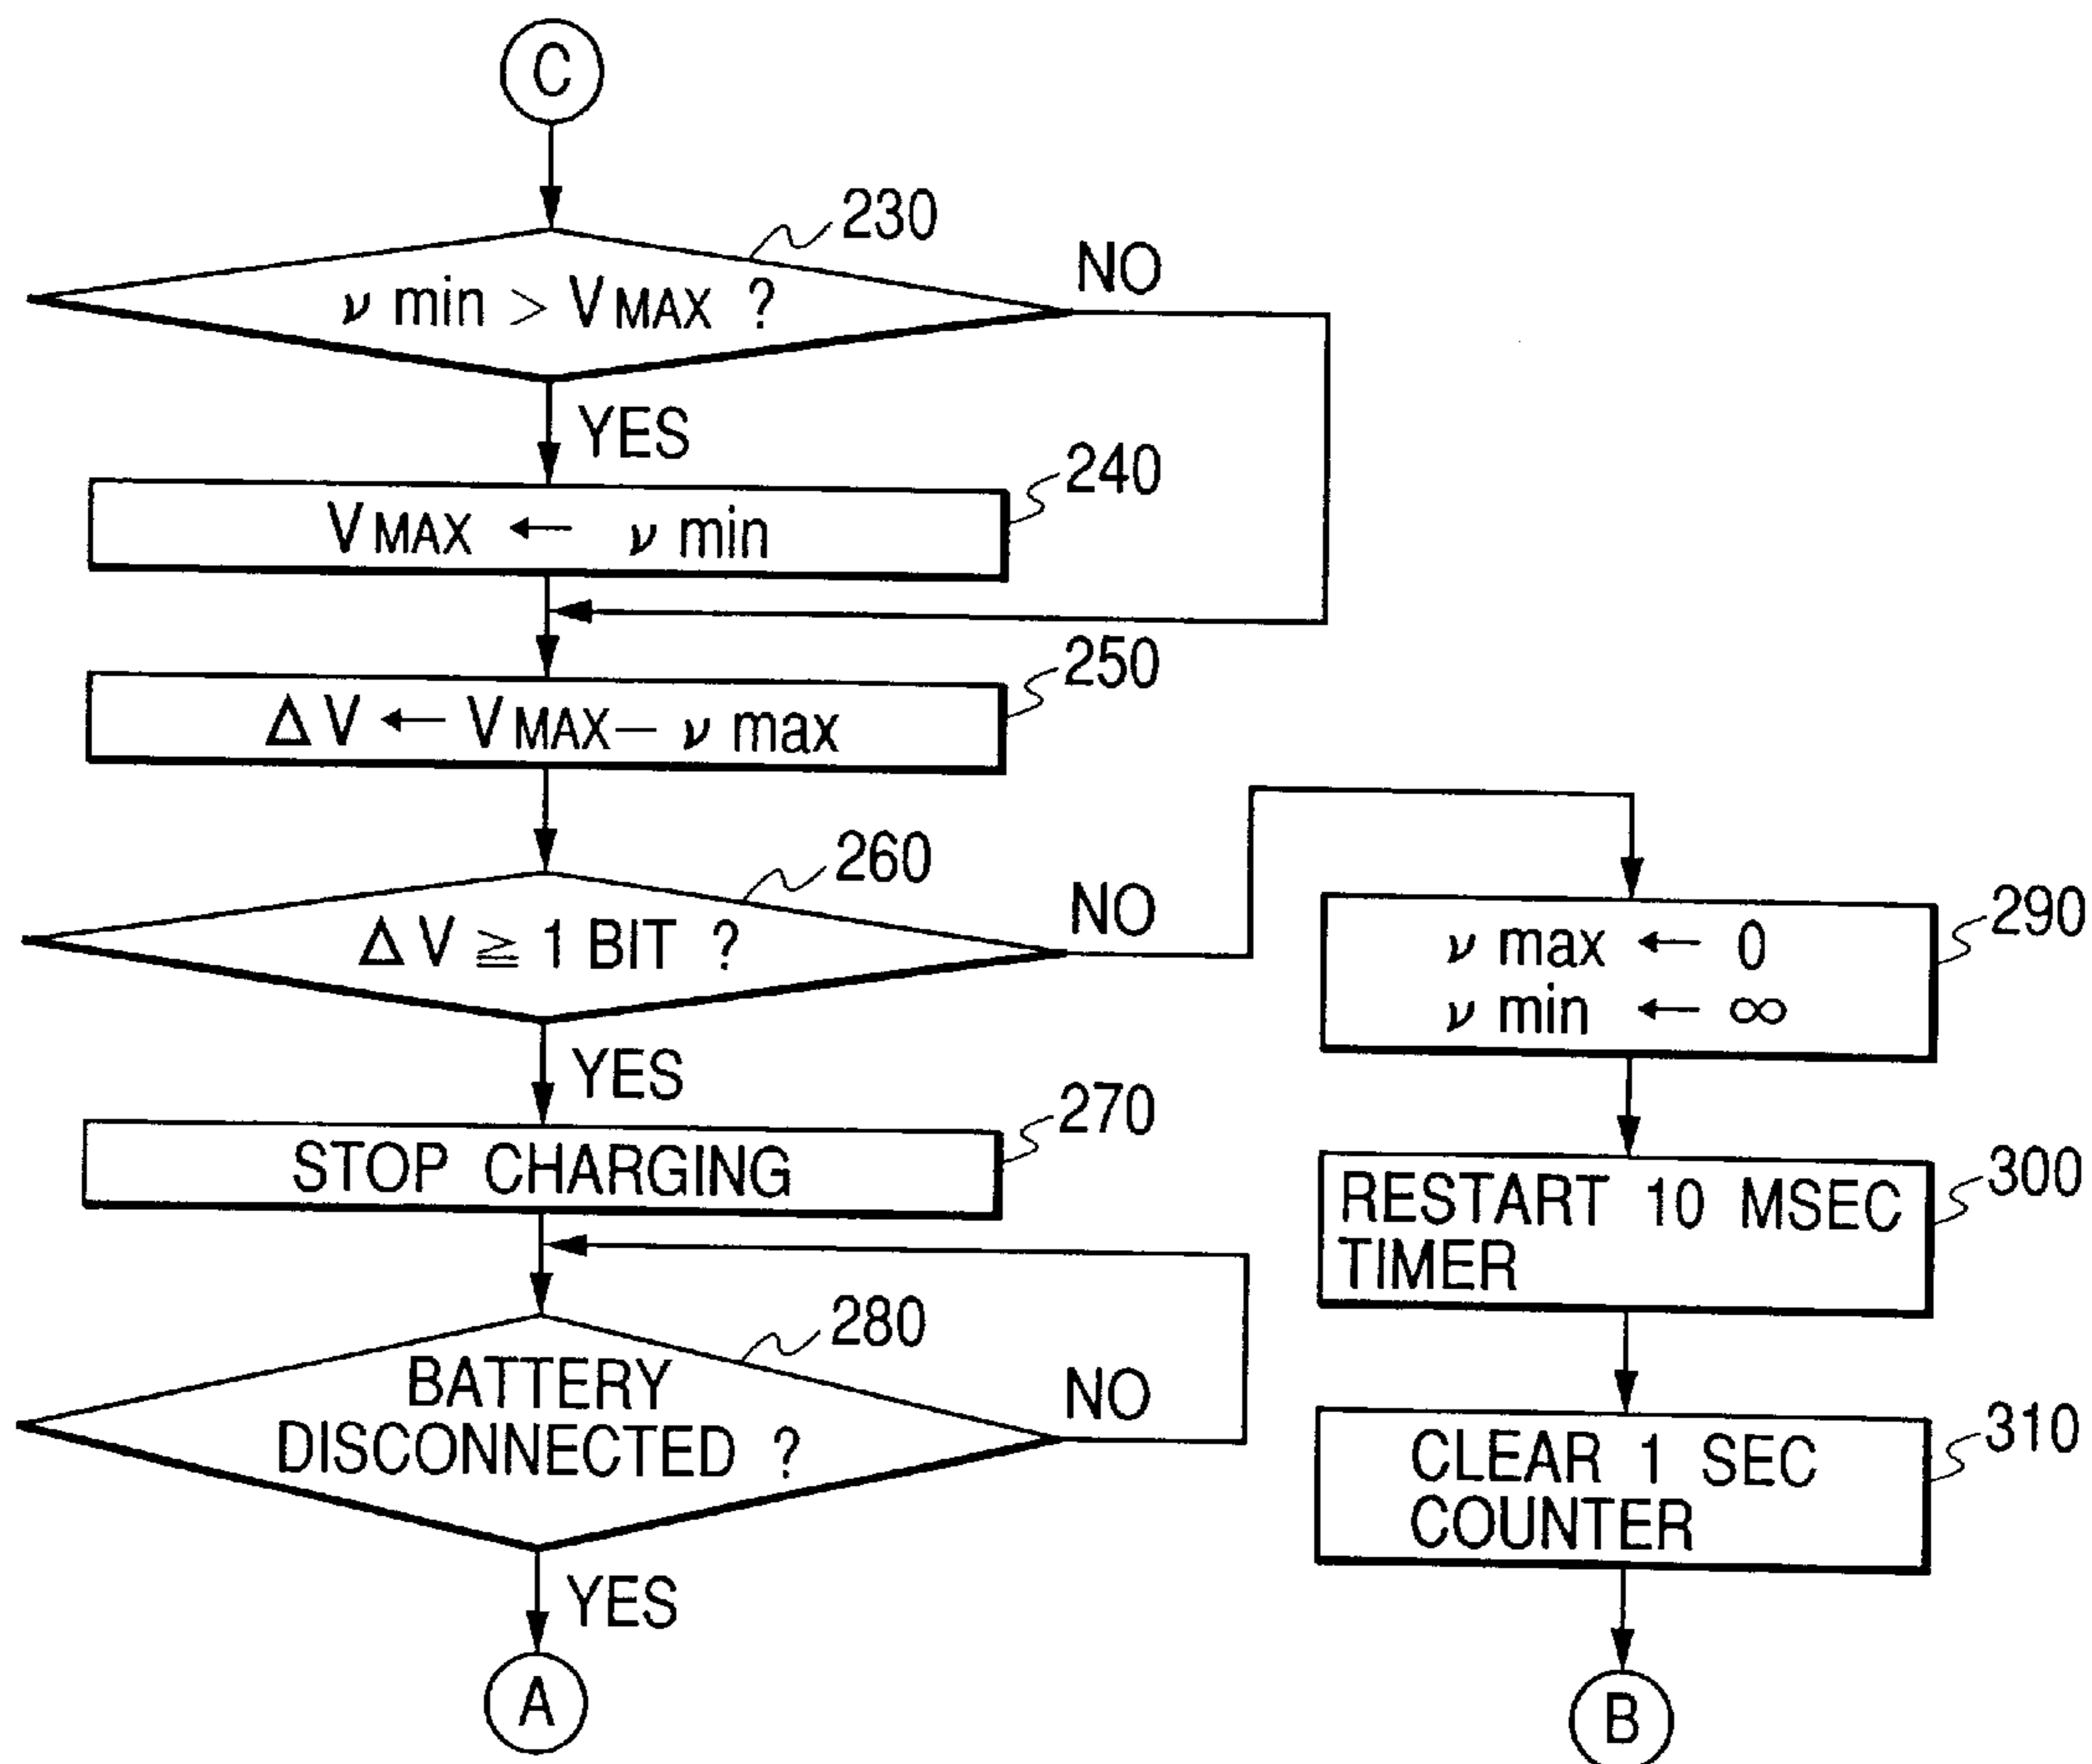 C
230
ν min > VMAX ?
NO
YES
240
VMAX ← ν min
250
ΔV ← VMAX – ν max
260
ΔV ≧ 1 BIT ?
NO
YES
270
STOP CHARGING
280
BATTERY
DISCONNECTED ?
NO
YES
A
290
ν max ← 0
ν min ← ∞
300
RESTART 10 MSEC
TIMER
310
CLEAR 1 SEC
COUNTER
B